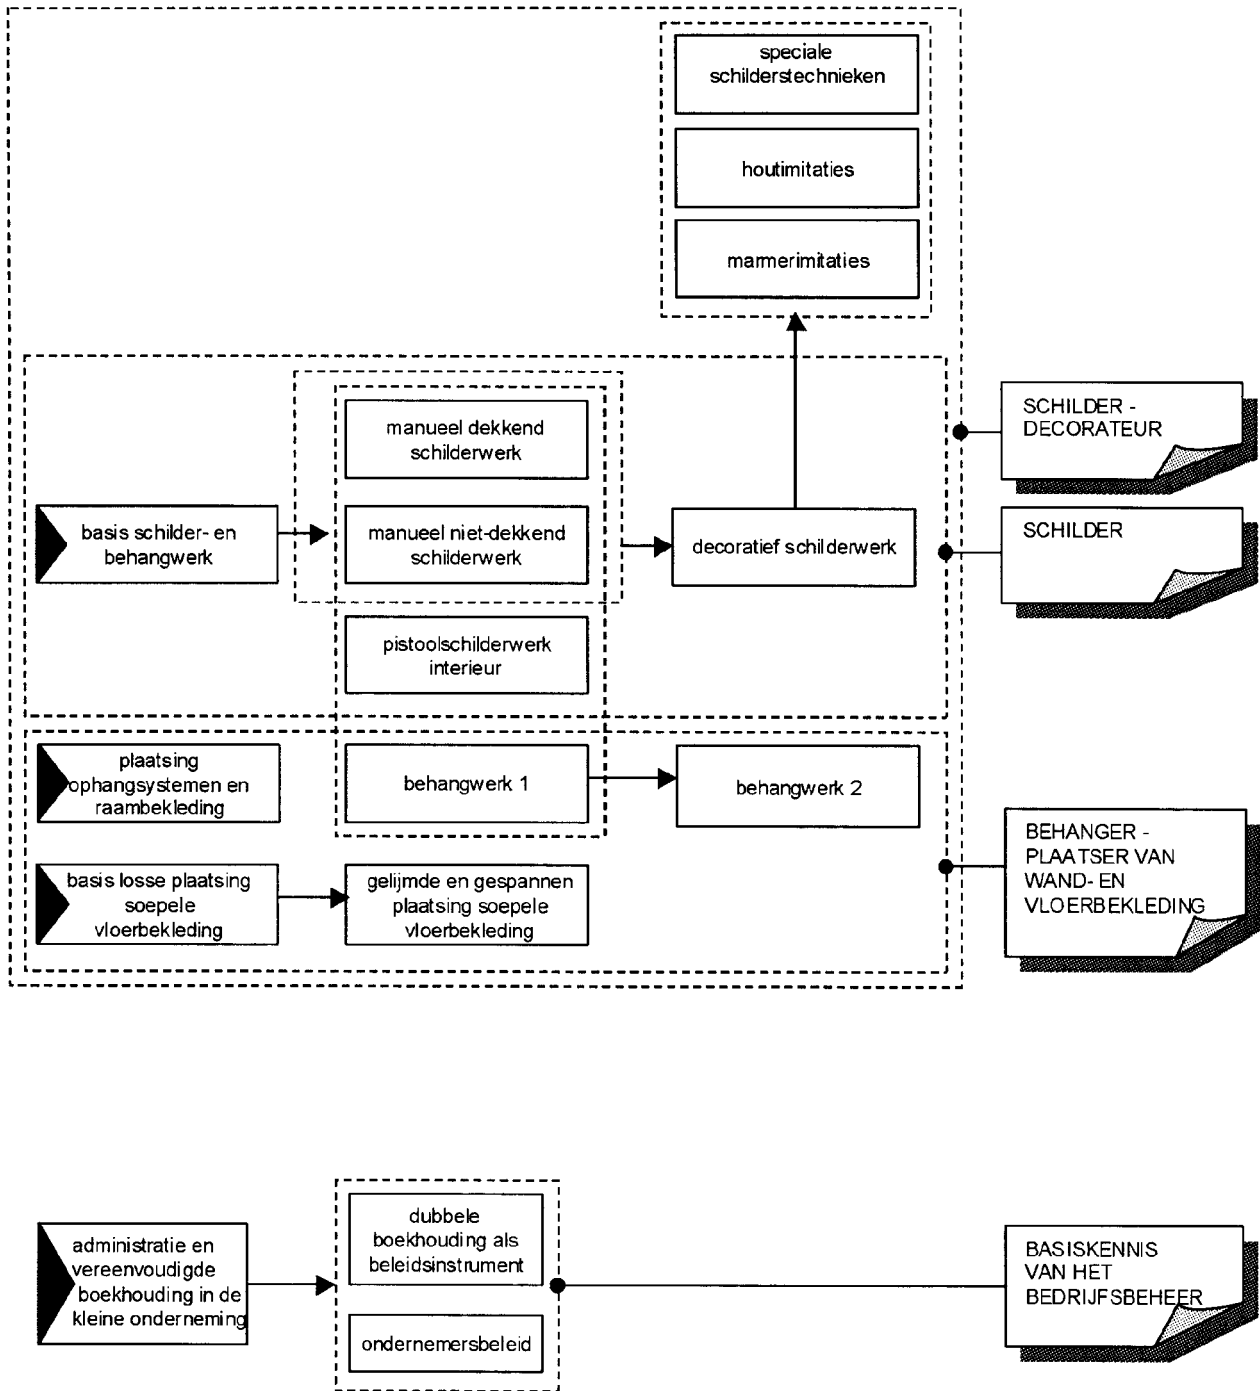 speciale
schilderstechnieken
houtimitaties
marmerimitaties
manueel dekkend
schilderwerk
basis schilder- en
behangwerk
manueel niet-dekkend
schilderwerk
decoratief schilderwerk
pistoolschilderwerk
interieur
SCHILDER -
DECORATEUR
SCHILDER
plaatsing
ophangsystemen en
raambekleding
behangwerk 1
behangwerk 2
basis losse plaatsing
soepele
vloerbekleding
gelijmde en gespannen
plaatsing soepele
vloerbekleding
BEHANGER -
PLAATSER VAN
WAND- EN
VLOERBEKLEDING
administratie en
vereenvoudigde
boekhouding in de
kleine onderneming
dubbele
boekhouding als
beleidsinstrument
ondernemersbeleid
BASISKENNIS
VAN HET
BEDRIJFSBEHEER